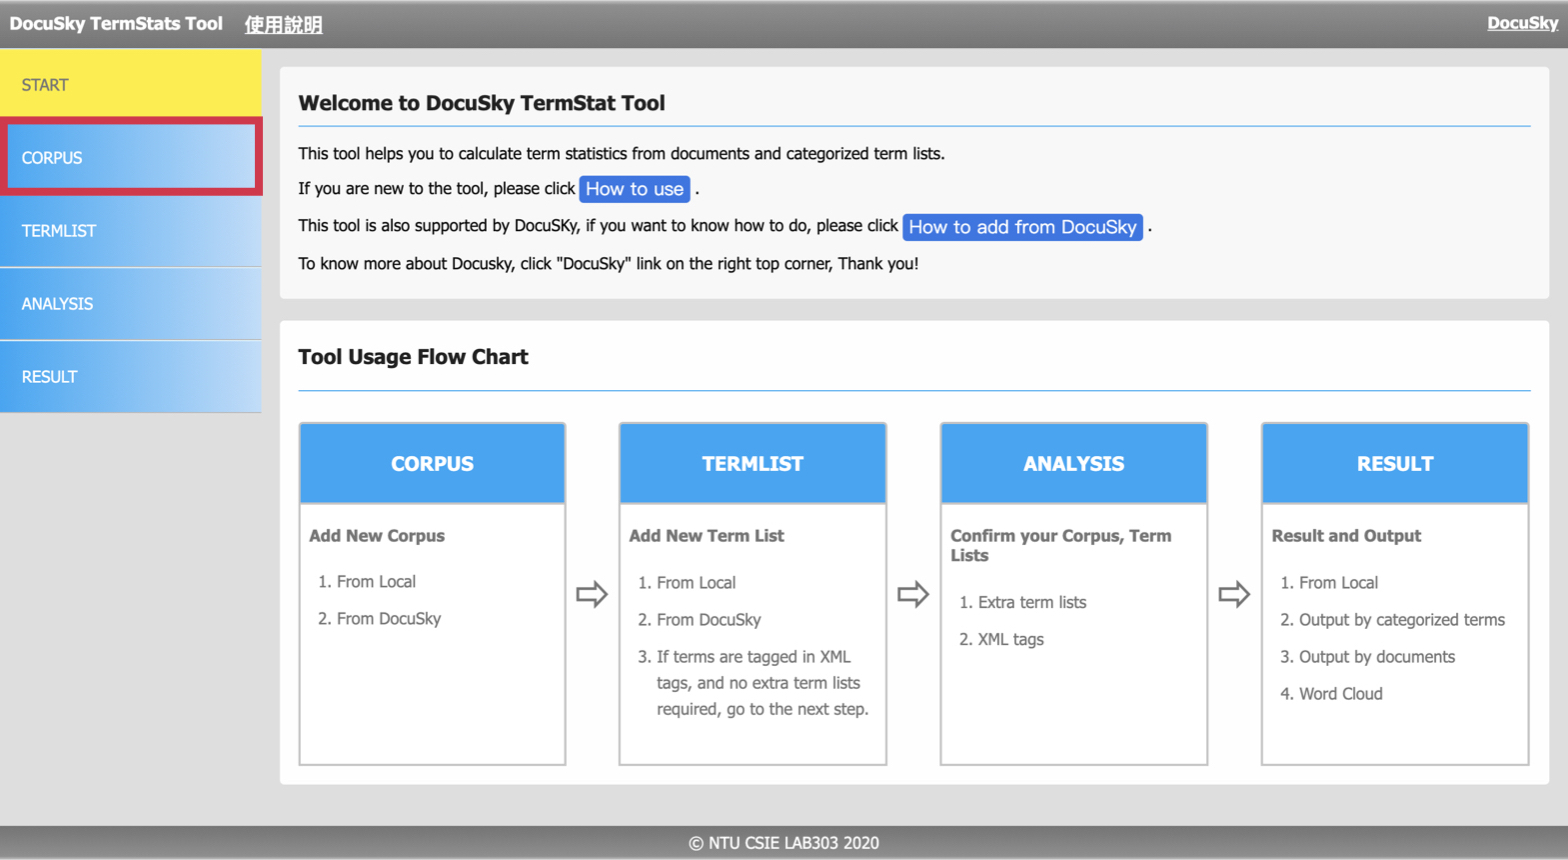 DocuSky TermStats Tool 使用說明 DocuSky
START
CORPUS
TERMLIST
ANALYSIS
RESULT
Welcome to DocuSky TermStat Tool
This tool helps you to calculate term statistics from documents and categorized term lists.
If you are new to the tool, please click How to use .
This tool is also supported by DocuSKy, if you want to know how to do, please click How to add from DocuSky .
To know more about Docusky, click "DocuSky" link on the right top corner, Thank you!
Tool Usage Flow Chart
CORPUS
Add New Corpus
1. From Local
2. From DocuSky
TERMLIST
Add New Term List
1. From Local
2. From DocuSky
3. If terms are tagged in XML
tags, and no extra term lists
required, go to the next step.
ANALYSIS
Confirm your Corpus, Term
Lists
1. Extra term lists
2. XML tags
RESULT
Result and Output
1. From Local
2. Output by categorized terms
3. Output by documents
4. Word Cloud
© NTU CSIE LAB303 2020